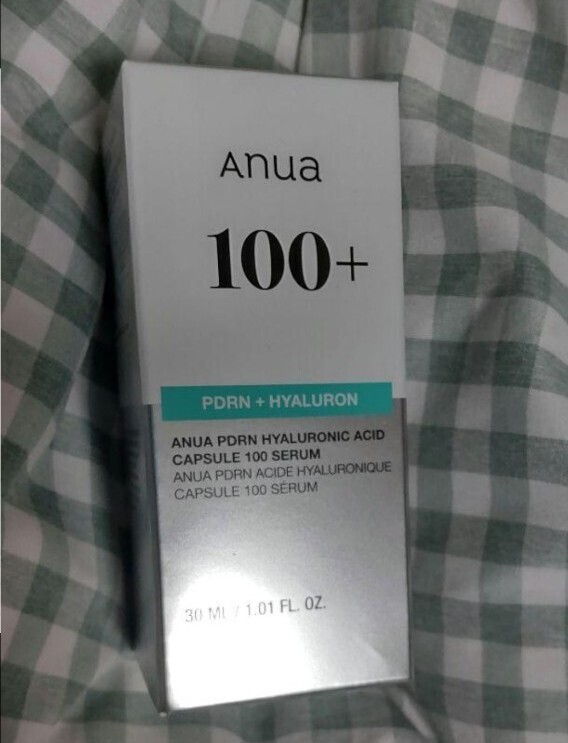 Anua
100+
PDRN + HYALURON
ANUA PDRN HYALURONIC ACID
CAPSULE 100 SERUM
ANUA PDRN ACIDE HYALURONIQUE
CAPSULE 100 SÉRUM
30 ML / 1.01 FL. OZ.